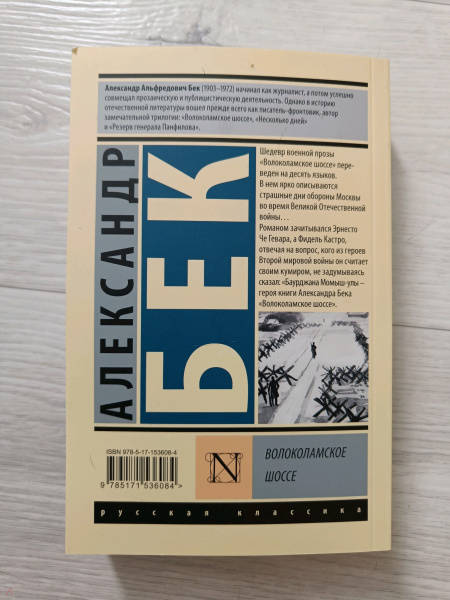 Александр Альфредович Бек (1903–1972) начинал как журналист, а потом успешно
совмещал прозаическую и публицистическую деятельность. Однако в историю
отечественной литературы вошел прежде всего как писатель-фронтовик, автор
замечательной трилогии: «Волоколамское шоссе», «Несколько дней»
и «Резерв генерала Панфилова».
АЛЕКСАНДР
БЕК
Шедевр военной прозы
«Волоколамское шоссе» пере-
веден на десять языков.
В нем ярко описываются
страшные дни обороны Москвы
во время Великой Отечественной
войны…
Романом зачитывался Эрнесто
Че Гевара, а Фидель Кастро,
отвечая на вопрос, кого из героев
Второй мировой войны он считает
своим кумиром, не задумываясь
сказал: «Баурджана Момыш-улы –
героя книги Александра Бека
«Волоколамское шоссе».
ISBN 978-5-17-153608-4
9 785171 536084 >
N
ВОЛОКОЛАМСКОЕ
ШОССЕ
русская классика